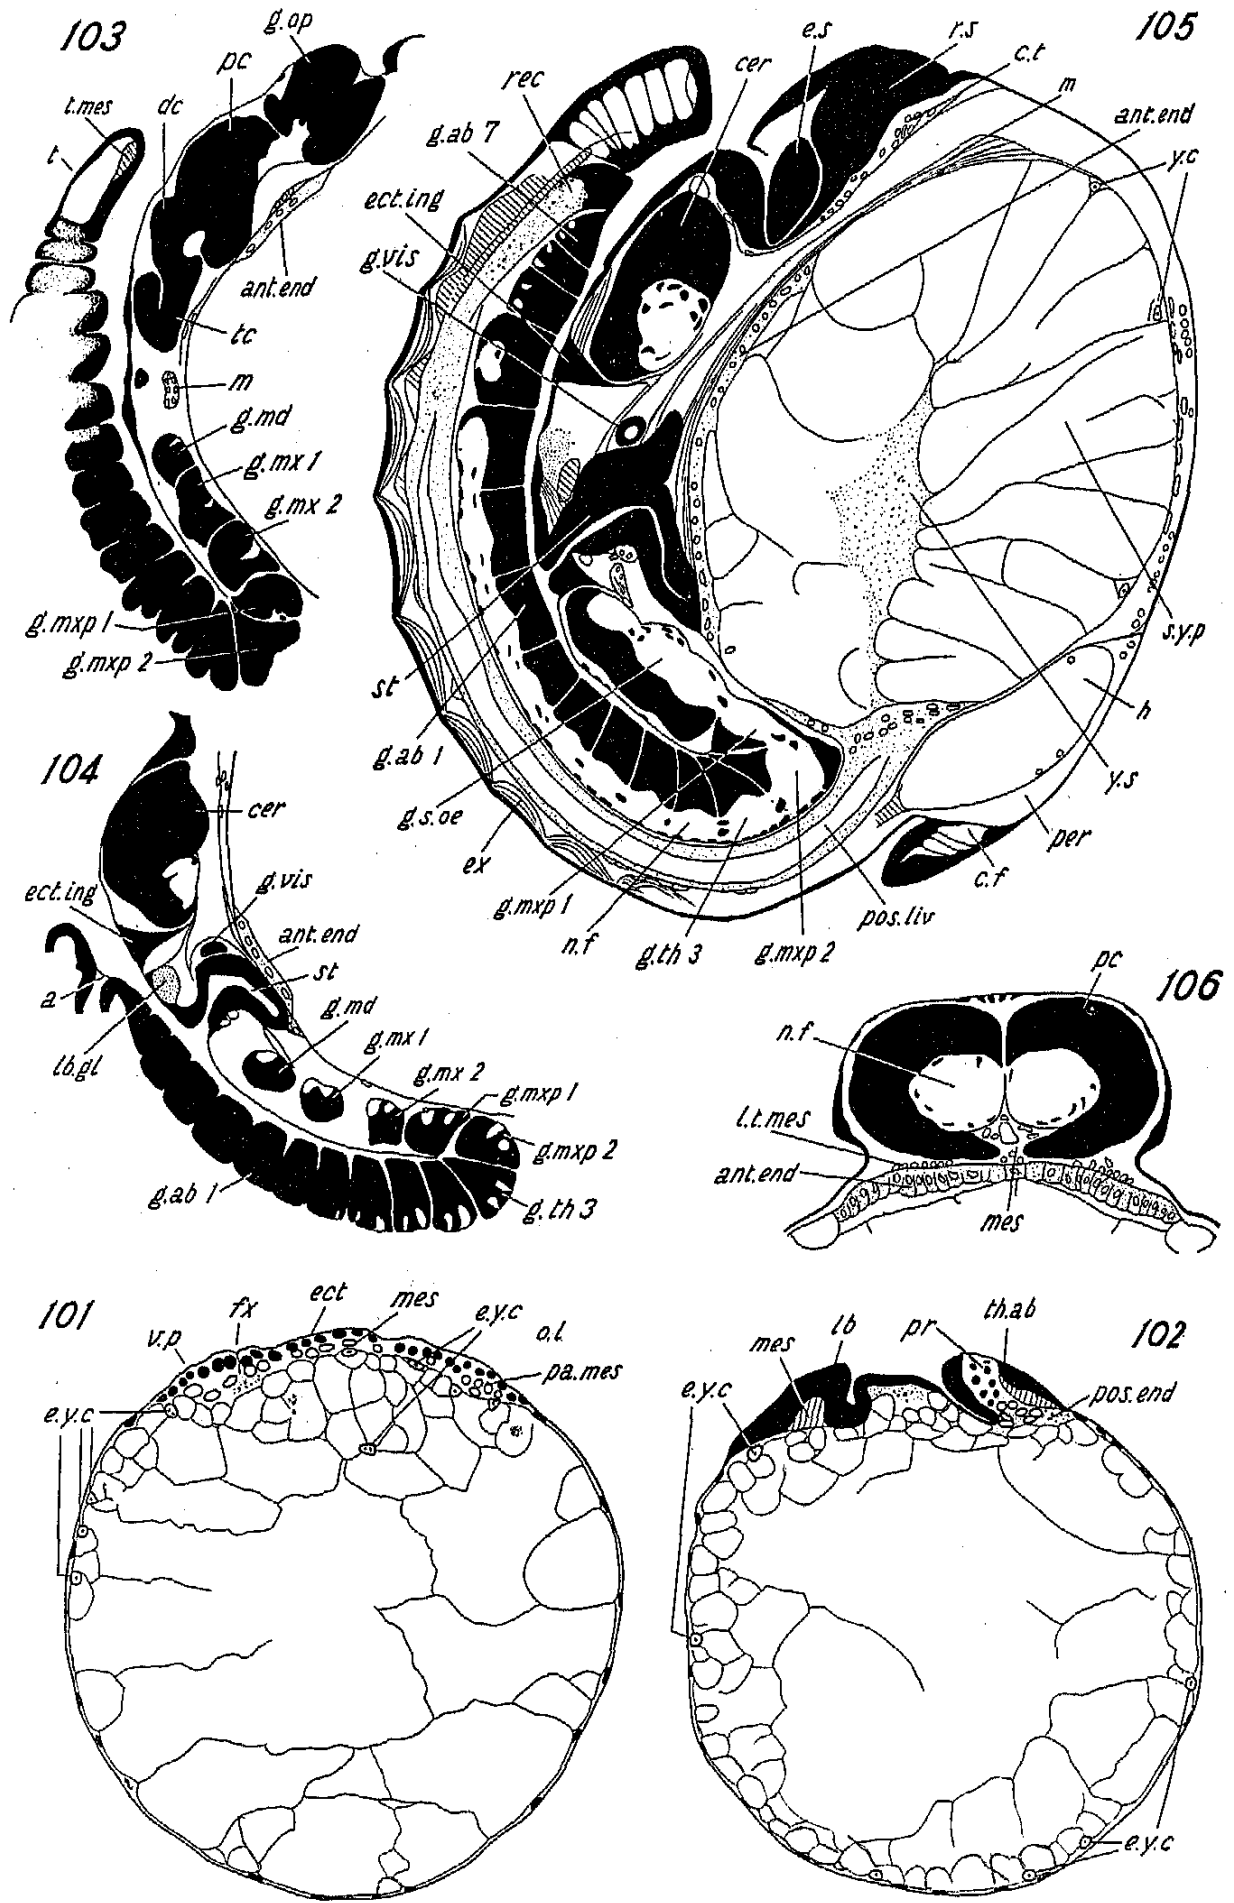 103
g.op
pc
dc
t.mes
t
ant.end
tc
m
g.md
g.mx 1
g.mx 2
g.mxp 1
g.mxp 2
105
e.s
r.s
c.t
m
ant.end
y.c
cer
rec
g.ab 7
ect.ing
g.vis
st
g.ab 1
g.s.oe
ex
g.mxp 1
n.f
g.th 3
g.mxp 2
pos.liv
c.f
per
y.s
h
s.y.p
104
cer
ect.ing
g.vis
ant.end
st
a
lb.gl
g.md
g.mx 1
g.mx 2
g.mxp 1
g.mxp 2
g.ab 1
g.th 3
106
pc
n.f
l.t.mes
ant.end
mes
101
v.p
fx
ect
mes
e.y.c
o.l.
pa.mes
e.y.c
102
mes
lb
pr
th.ab
e.y.c
pos.end
e.y.c